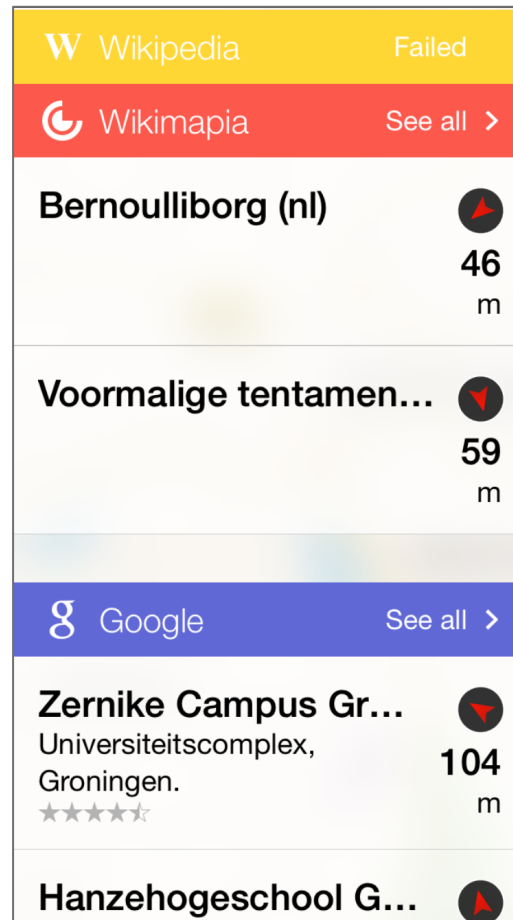 W Wikipedia Failed
Wikimapia See all >
Bernoulliborg (nl)
46
m
Voormalige tentamen...
59
m
g Google See all >
Zernike Campus Gr...
Universiteitscomplex,
Groningen.
104
m
Hanzehogeschool G...